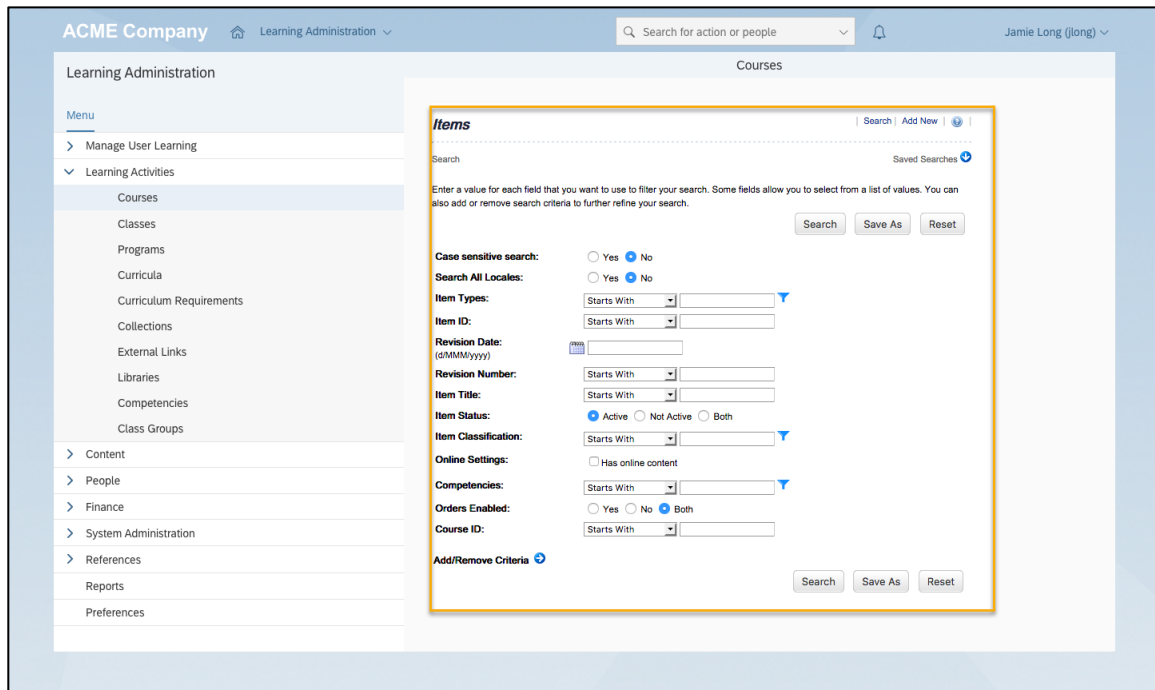 ACME Company
Learning Administration
Search for action or people
Jamie Long (jlong)
Learning Administration
Courses
Menu
Manage User Learning
Learning Activities
Courses
Classes
Programs
Curricula
Curriculum Requirements
Collections
External Links
Libraries
Competencies
Class Groups
Content
People
Finance
System Administration
References
Reports
Preferences
Items
| Search | Add New | ? |
Search
Saved Searches
Enter a value for each field that you want to use to filter your search. Some fields allow you to select from a list of values. You can
also add or remove search criteria to further refine your search.
Search Save As Reset
Case sensitive search: Yes No
Search All Locales: Yes No
Item Types: Starts With
Item ID: Starts With
Revision Date:
(d/MMM/yyyy)
Revision Number: Starts With
Item Title: Starts With
Item Status: Active Not Active Both
Item Classification: Starts With
Online Settings: Has online content
Competencies: Starts With
Orders Enabled: Yes No Both
Course ID: Starts With
Add/Remove Criteria
Search Save As Reset